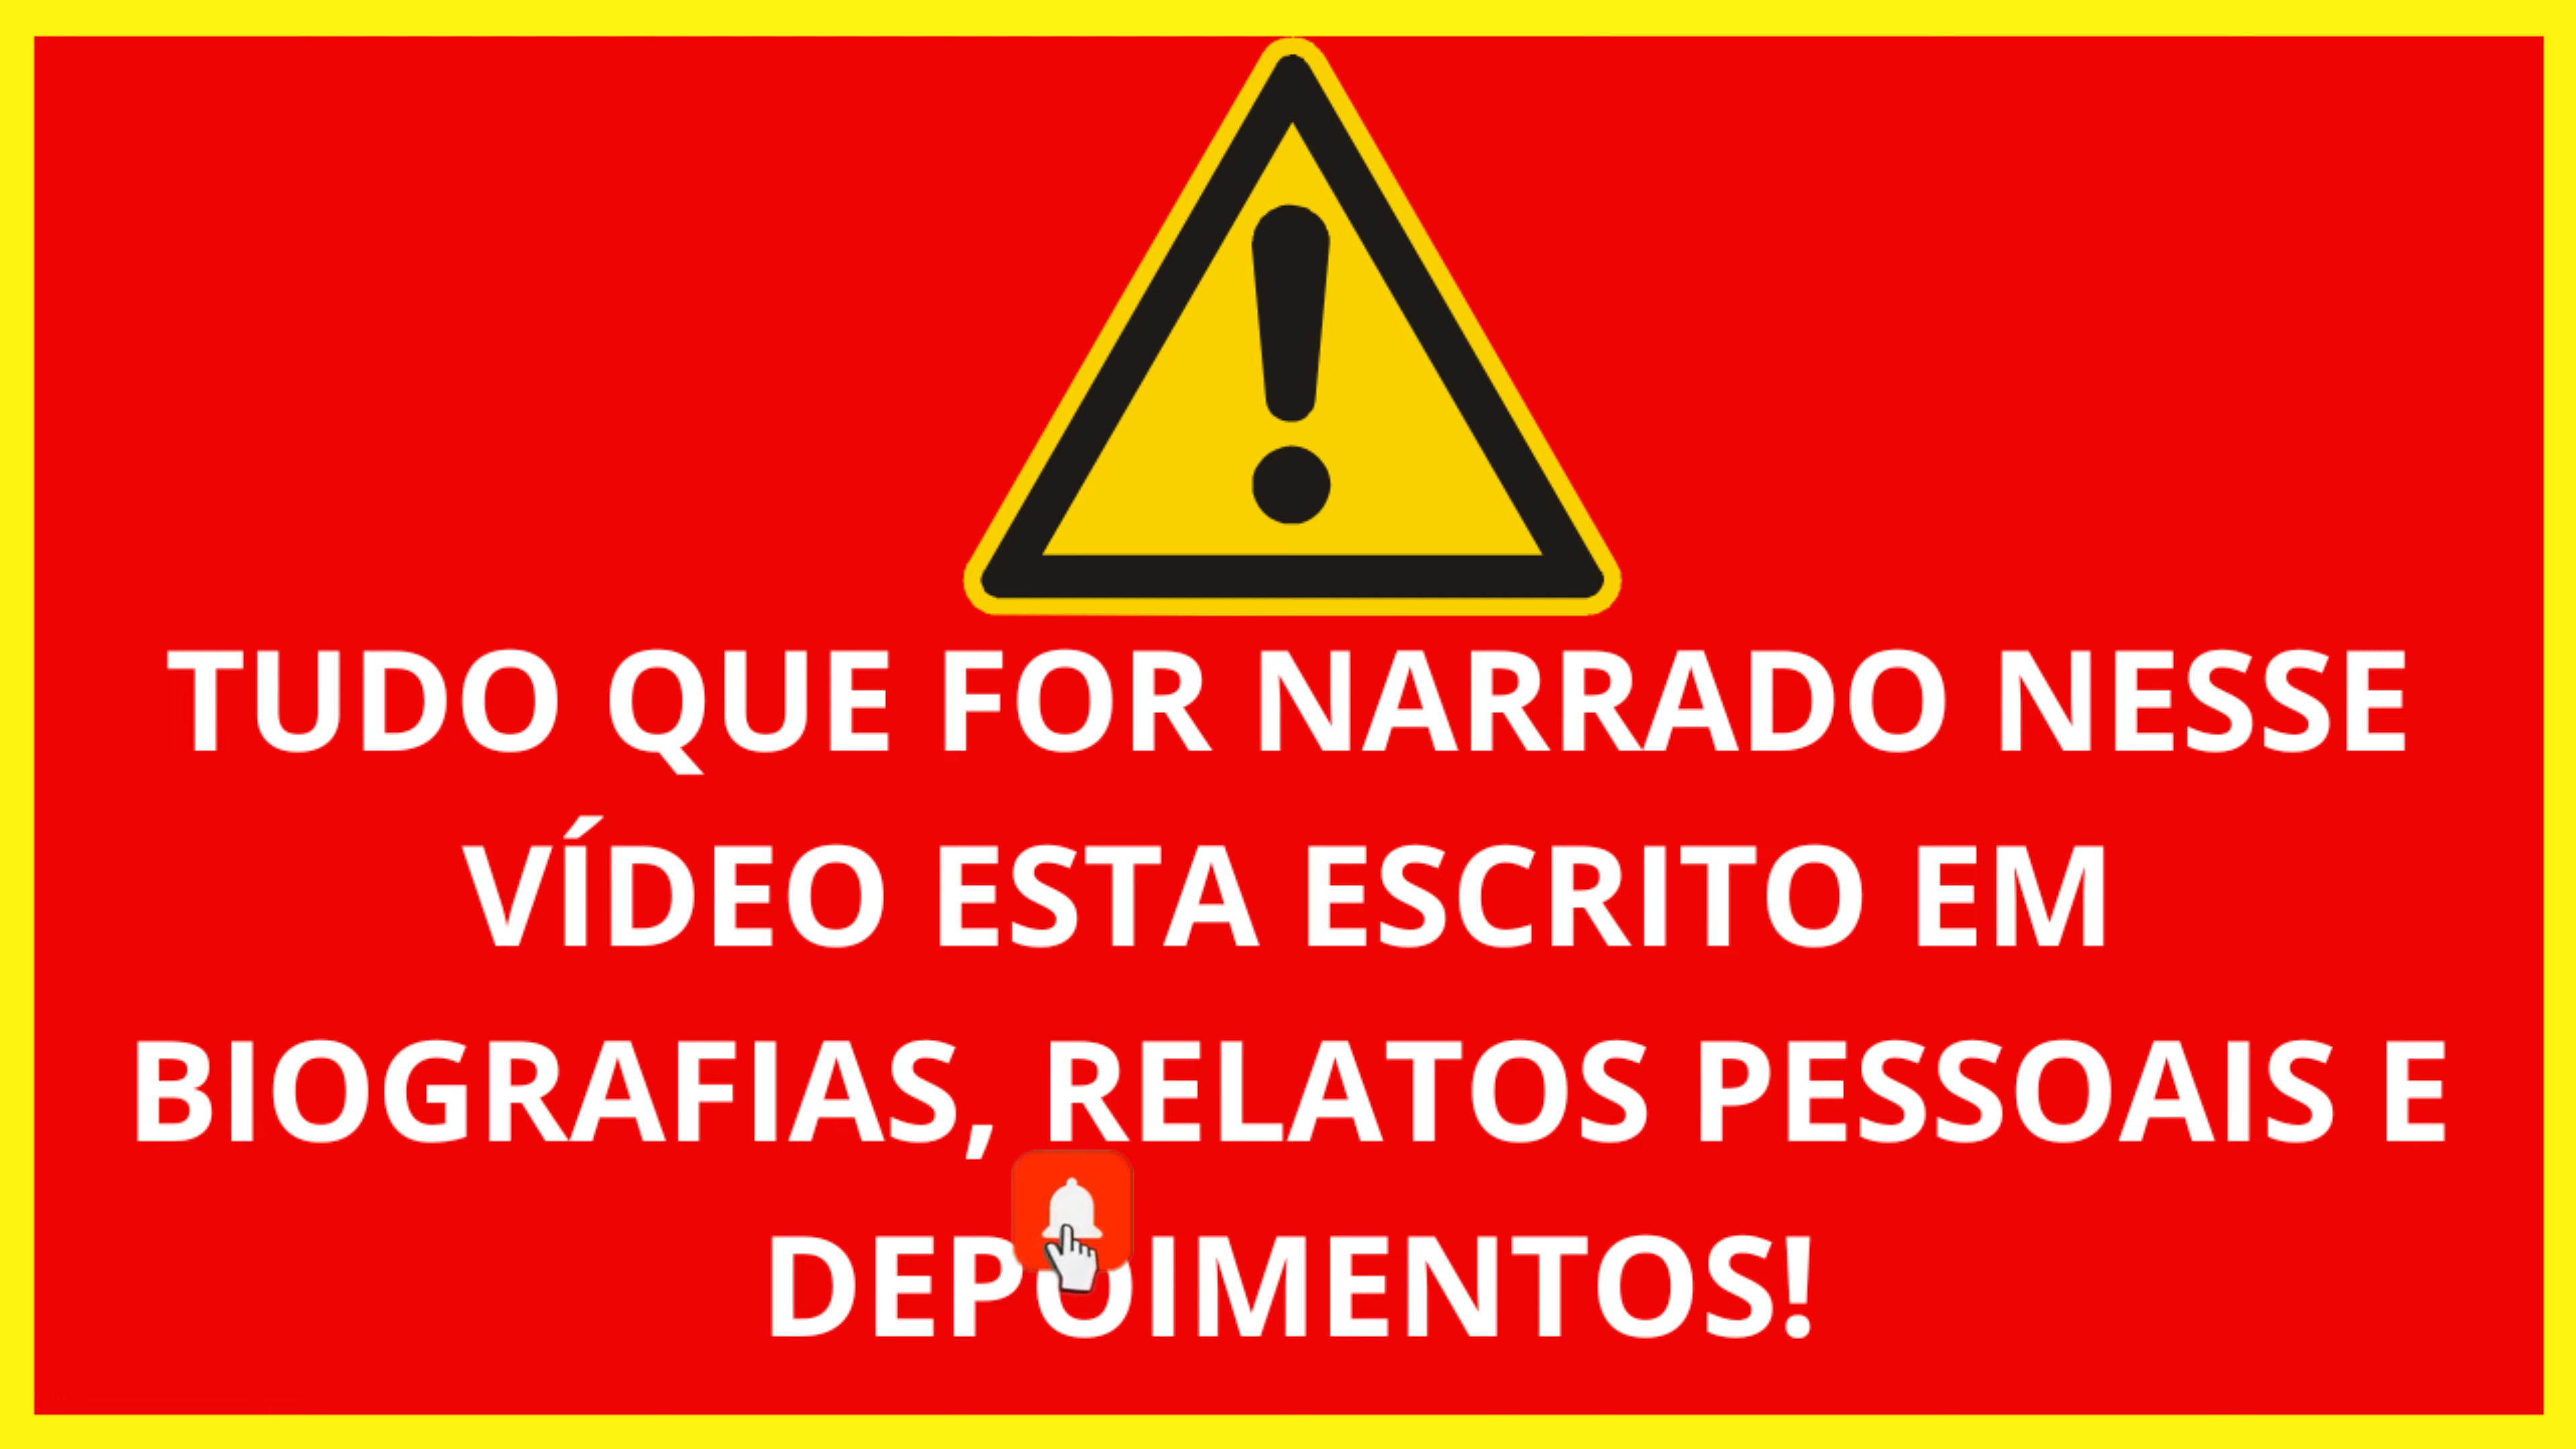 TUDO QUE FOR NARRADO NESSE
VÍDEO ESTA ESCRITO EM
BIOGRAFIAS, RELATOS PESSOAIS E
DEPOIMENTOS!